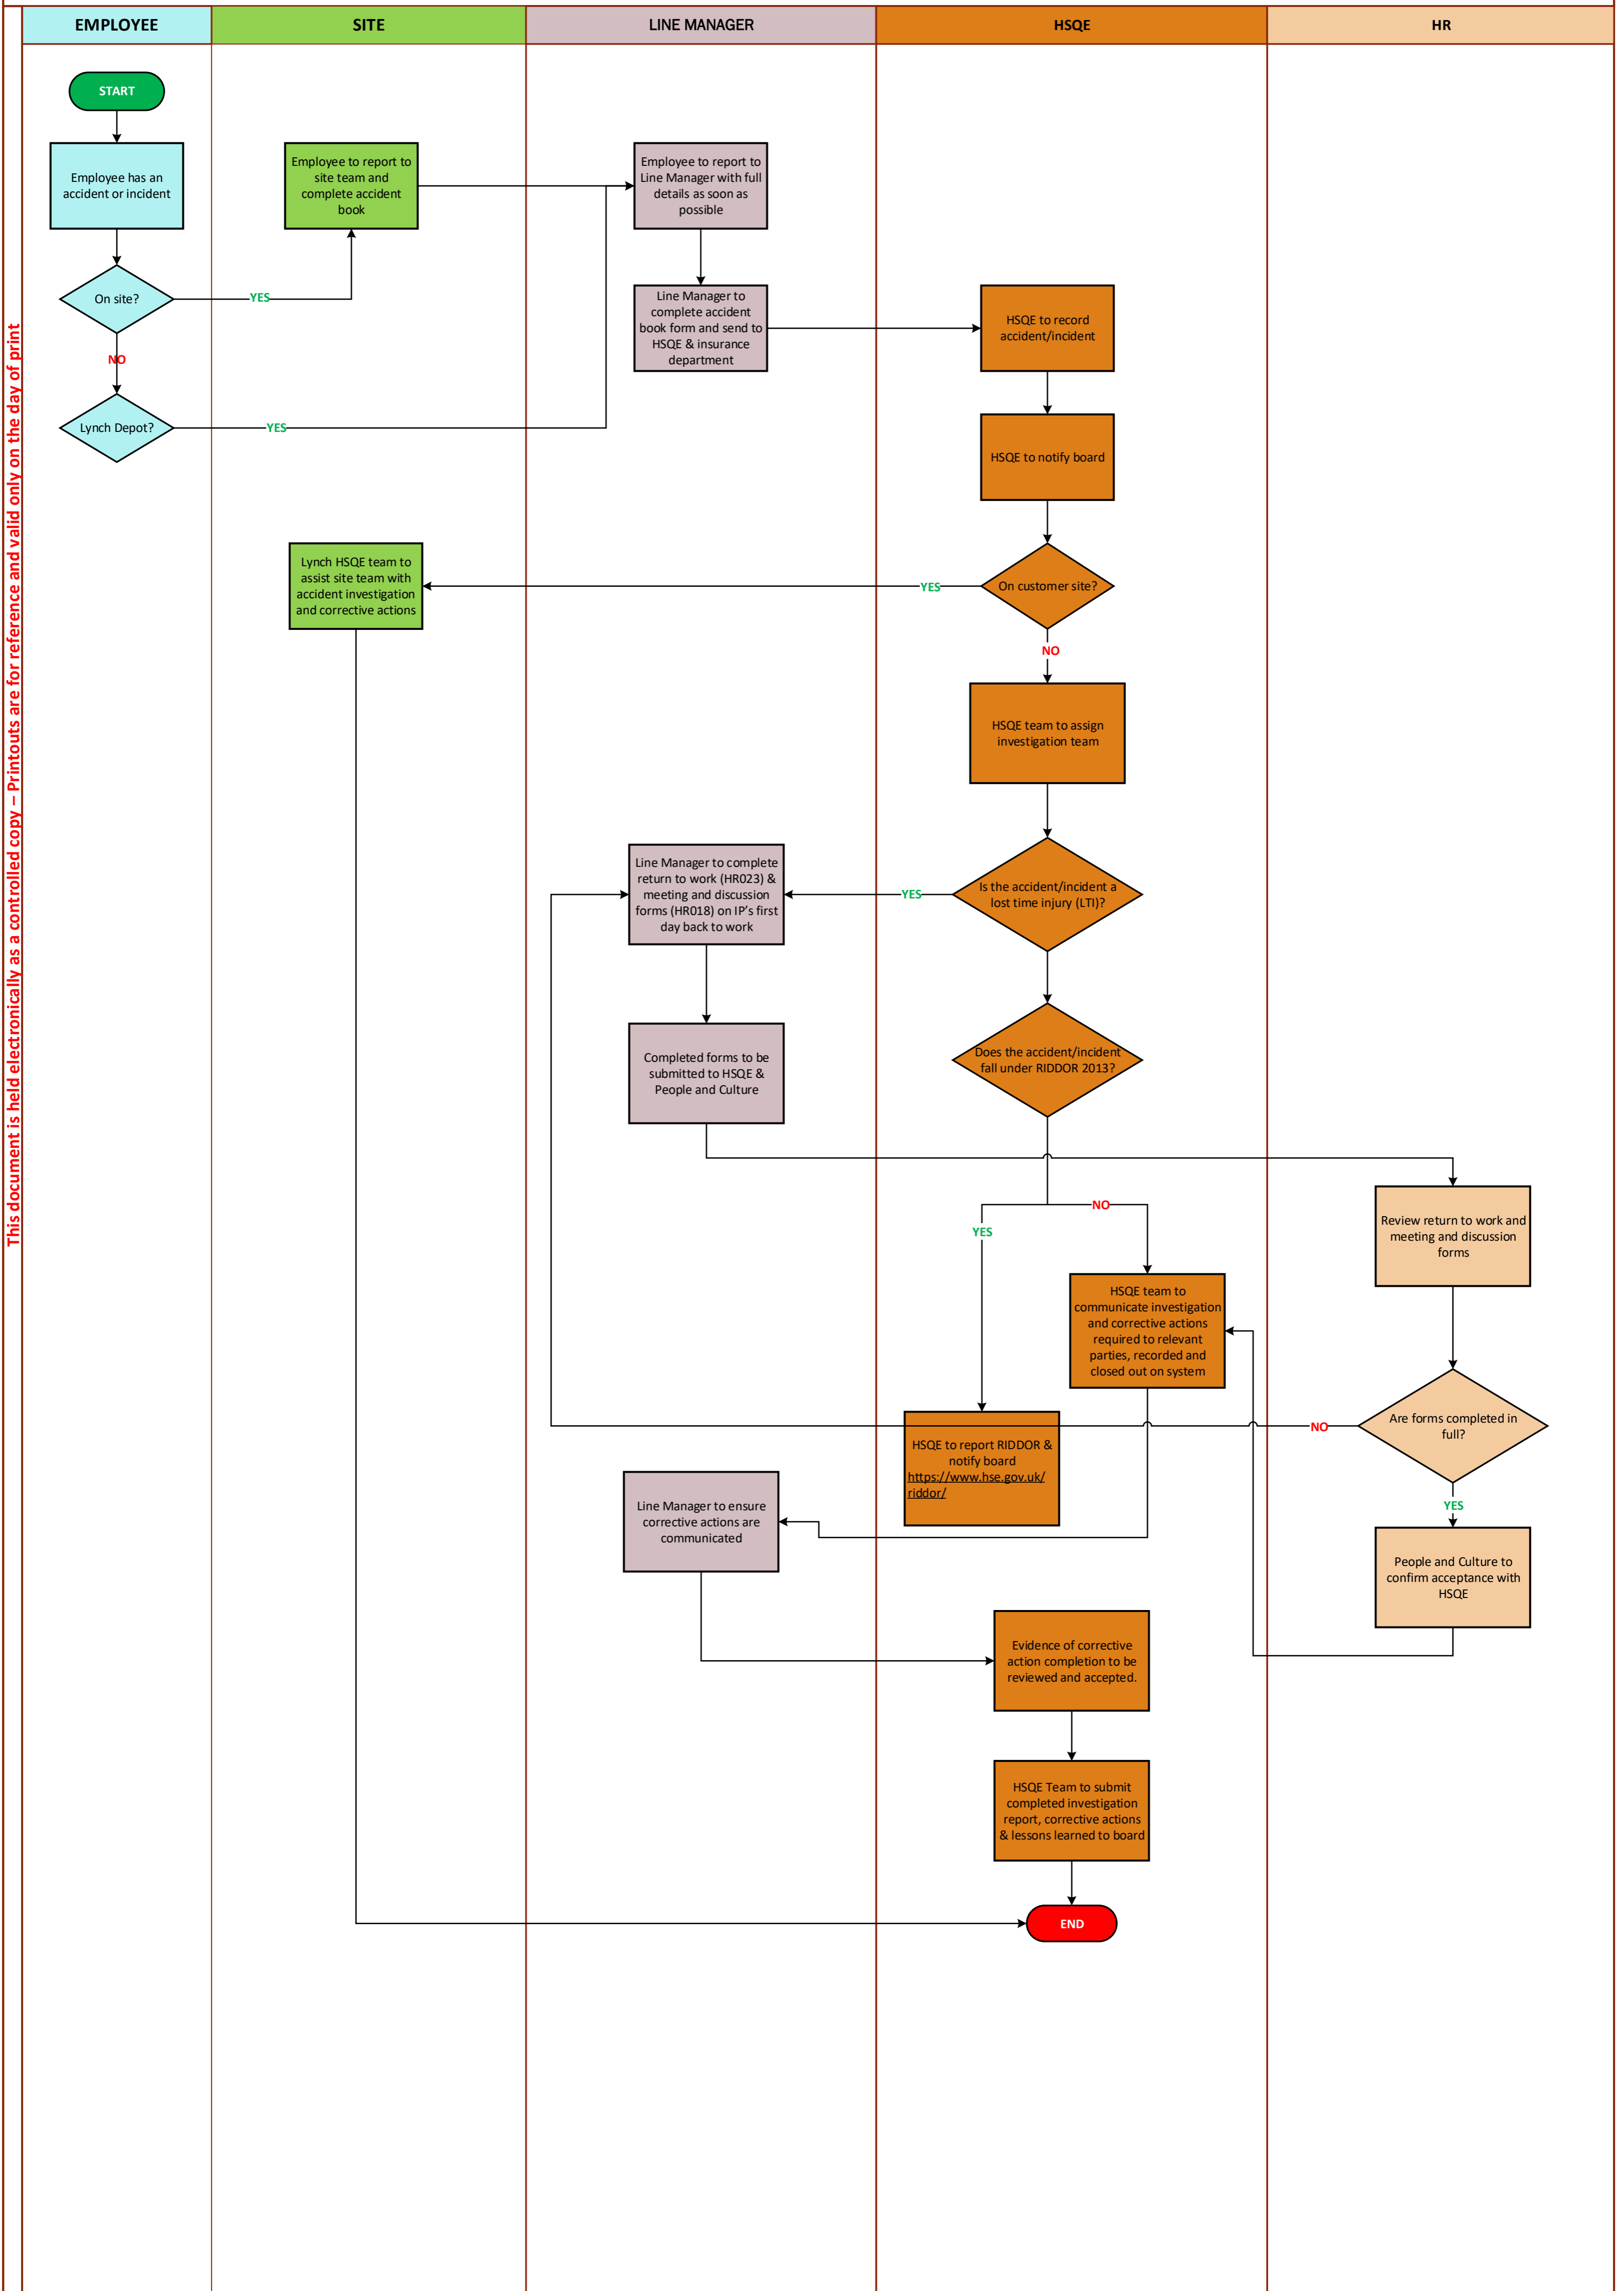 EMPLOYEE
SITE
LINE MANAGER
HSQE
HR
This document is held electronically as a controlled copy – Printouts are for reference and valid only on the day of print
START
Employee has an
accident or incident
Employee to report to
site team and
complete accident
book
Employee to report to
Line Manager with full
details as soon as
possible
On site?
YES
NO
Line Manager to
complete accident
book form and send to
HSQE & insurance
department
HSQE to record
accident/incident
Lynch Depot?
YES
HSQE to notify board
Lynch HSQE team to
assist site team with
accident investigation
and corrective actions
YES
On customer site?
NO
HSQE team to assign
investigation team
Line Manager to complete
return to work (HR023) &
meeting and discussion
forms (HR018) on IP's first
day back to work
YES
Is the accident/incident a
lost time injury (LTI)?
Completed forms to be
submitted to HSQE &
People and Culture
Does the accident/incident
fall under RIDDOR 2013?
NO
YES
Review return to work and
meeting and discussion
forms
HSQE team to
communicate investigation
and corrective actions
required to relevant
parties, recorded and
closed out on system
Are forms completed in
full?
NO
YES
HSQE to report RIDDOR &
notify board
https://www.hse.gov.uk/
riddor/
Line Manager to ensure
corrective actions are
communicated
People and Culture to
confirm acceptance with
HSQE
Evidence of corrective
action completion to be
reviewed and accepted.
HSQE Team to submit
completed investigation
report, corrective actions
& lessons learned to board
END